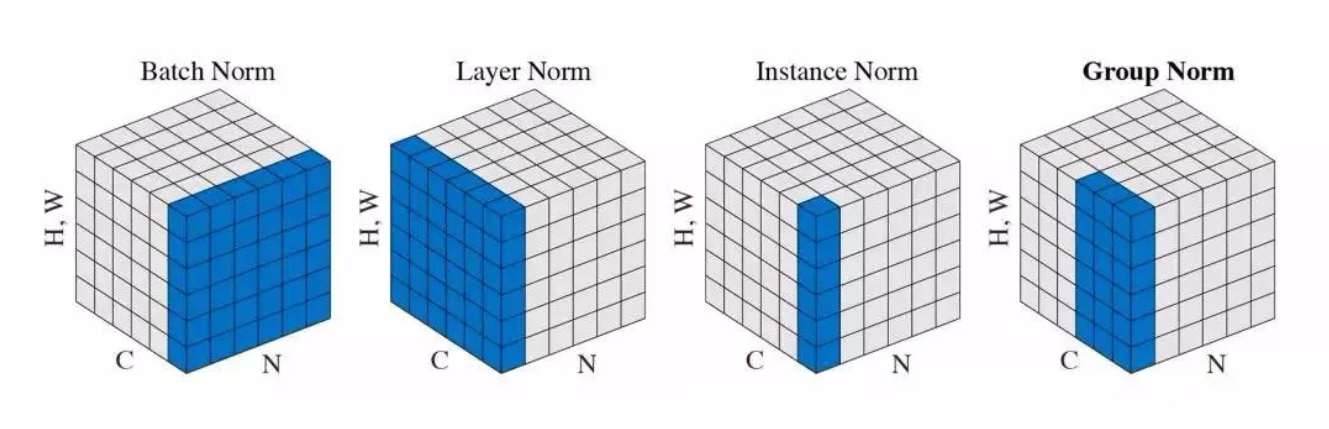 Batch Norm
Layer Norm
Instance Norm
Group Norm
H, W
C
N
H, W
C
N
H, W
C
N
H, W
C
N